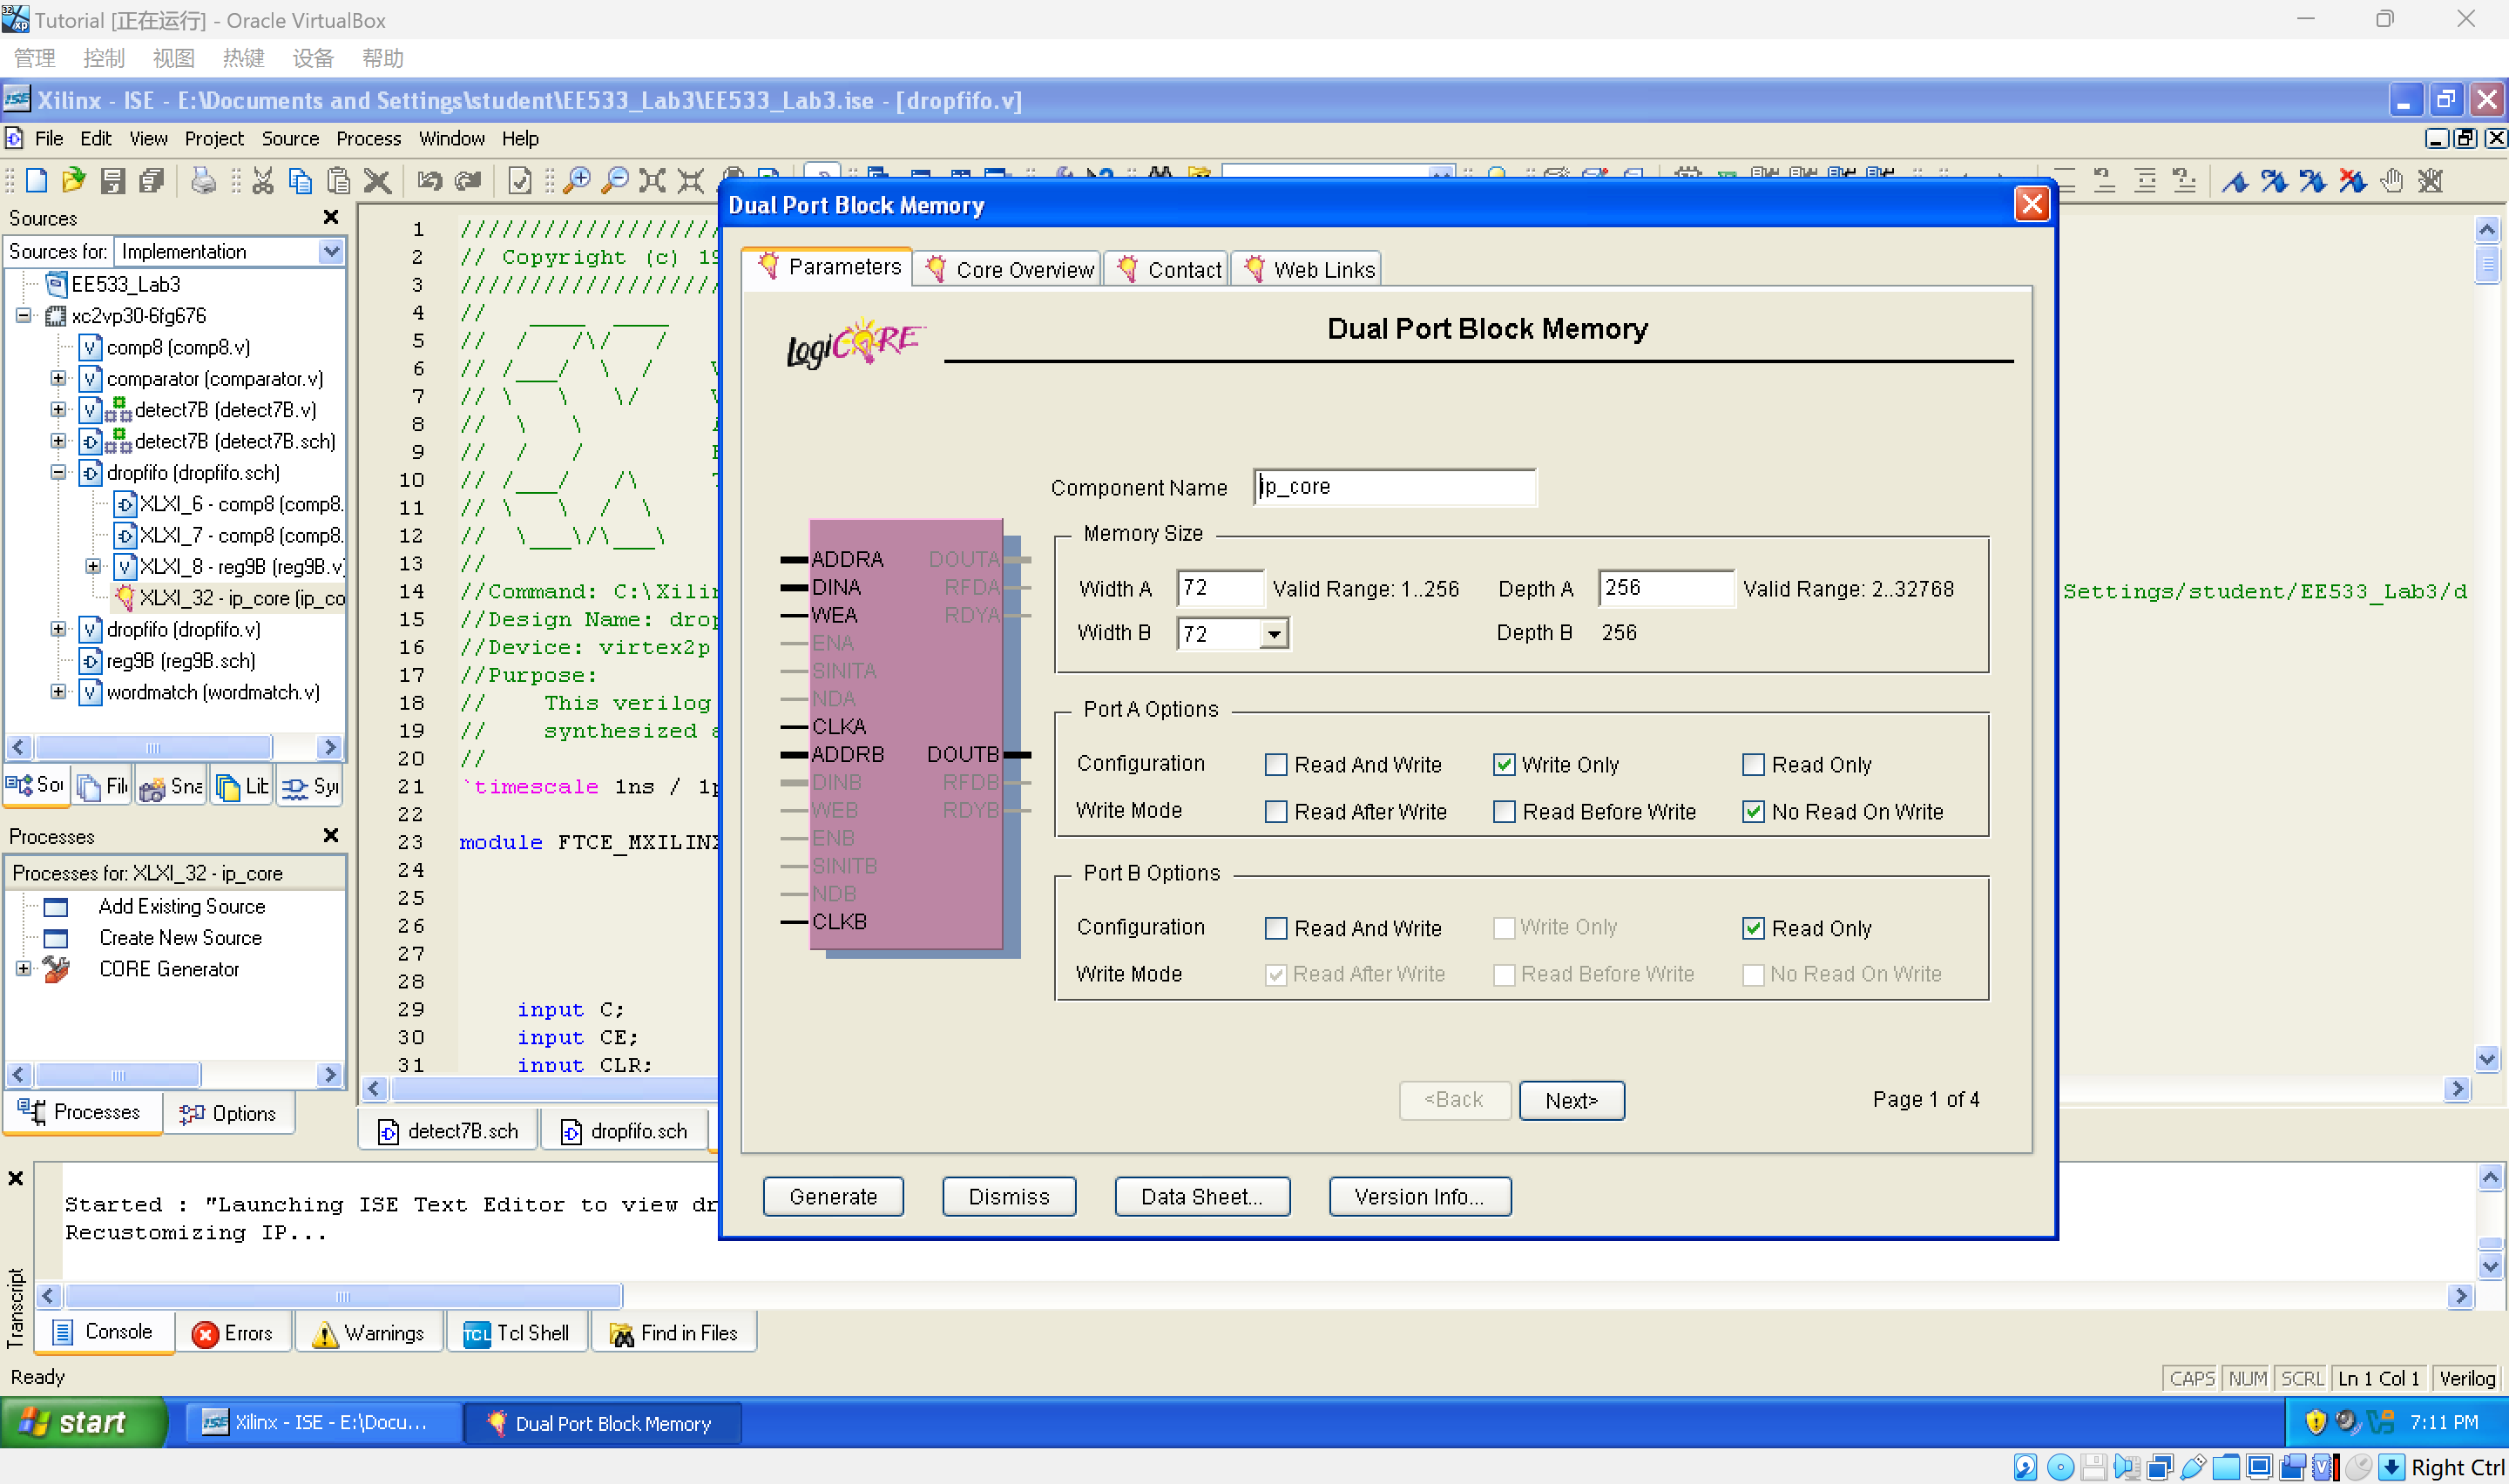 Tutorial [正在运行] - Oracle VirtualBox
管理 控制 视图 热键 设备 帮助
Xilinx - ISE - E:\Documents and Settings\student\EE533_Lab3\EE533_Lab3.ise - [dropfifo.v]
File Edit View Project Source Process Window Help
Sources
Sources for: Implementation
EE533_Lab3
xc2vp30-6fg676
comp8 (comp8.v)
comparator (comparator.v)
detect7B (detect7B.v)
detect7B (detect7B.sch)
dropfifo (dropfifo.sch)
XLXI_6 - comp8 (comp8.
XLXI_7 - comp8 (comp8.
XLXI_8 - reg9B (reg9B.v)
XLXI_32 - ip_core (ip_co
dropfifo (dropfifo.v)
reg9B (reg9B.sch)
wordmatch (wordmatch.v)
Sou Fil Sna Lib Sy
Processes
Processes for: XLXI_32 - ip_core
Add Existing Source
Create New Source
CORE Generator
Processes Options
1 ///////////////////
2 // Copyright (c) 19
3 ///////////////////
4 // ____ ____
5 // / /\/ /
6 // /___/ \ /
7 // \ \ \/
8 // \ \
9 // / /
10 // /___/ /\
11 // \ \ / \
12 // \___\/\___\
13 //
14 //Command: C:\Xilin
15 //Design Name: drop
16 //Device: virtex2p
17 //Purpose:
18 // This verilog
19 // synthesized a
20 //
21 `timescale 1ns / 1p
22
23 module FTCE_MXILINX
24
25
26
27
28
29 input C;
30 input CE;
31 input CLR;
Settings/student/EE533_Lab3/d
detect7B.sch dropfifo.sch
Dual Port Block Memory
Parameters Core Overview Contact Web Links
LogiCORE
Dual Port Block Memory
Component Name ip_core
ADDRA DOUTA
DINA RFDA
WEA RDYA
ENA
SINITA
NDA
CLKA
ADDRB DOUTB
DINB RFDB
WEB RDYB
ENB
SINITB
NDB
CLKB
Memory Size
Width A 72 Valid Range: 1..256 Depth A 256 Valid Range: 2..32768
Width B 72 Depth B 256
Port A Options
Configuration Read And Write Write Only Read Only
Write Mode Read After Write Read Before Write No Read On Write
Port B Options
Configuration Read And Write Write Only Read Only
Write Mode Read After Write Read Before Write No Read On Write
<Back Next> Page 1 of 4
Generate Dismiss Data Sheet... Version Info...
Transcript
Started : "Launching ISE Text Editor to view dr
Recustomizing IP...
Console Errors Warnings Tcl Shell Find in Files
Ready CAPS NUM SCRL Ln 1 Col 1 Verilog
start Xilinx - ISE - E:\Docu... Dual Port Block Memory 7:11 PM
Right Ctrl